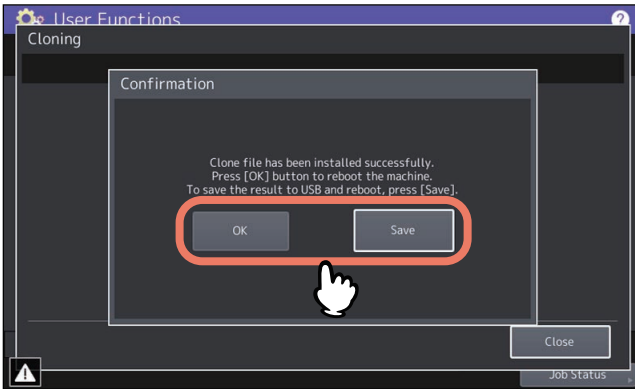 User Functions
?
Cloning
Confirmation
Clone file has been installed successfully.
Press [OK] button to reboot the machine.
To save the result to USB and reboot, press [Save].
OK
Save
Close
Job Status